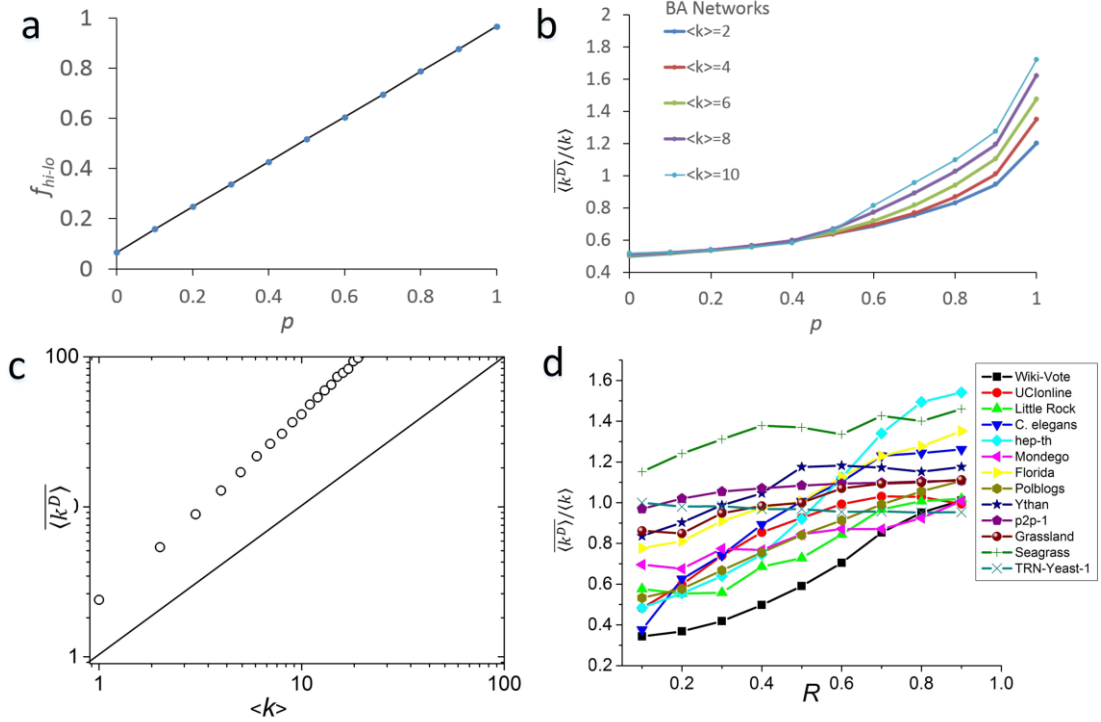 a
1
0.8
0.6
0.4
0.2
0
f_hi-lo
0 0.2 0.4 0.6 0.8 1
p
b
BA Networks
<k>=2
<k>=4
<k>=6
<k>=8
<k>=10
2
1.8
1.6
1.4
1.2
1
0.8
0.6
0.4
⟨k^D⟩/⟨k⟩
0 0.2 0.4 0.6 0.8 1
p
c
100
10
1
⟨k^D⟩
1 10 100
<k>
d
1.6
1.4
1.2
1.0
0.8
0.6
0.4
0.2
⟨k^D⟩/⟨k⟩
0.2 0.4 0.6 0.8 1.0
R
Wiki-Vote
UCIonline
Little Rock
C. elegans
hep-th
Mondego
Florida
Polblogs
Ythan
p2p-1
Grassland
Seagrass
TRN-Yeast-1